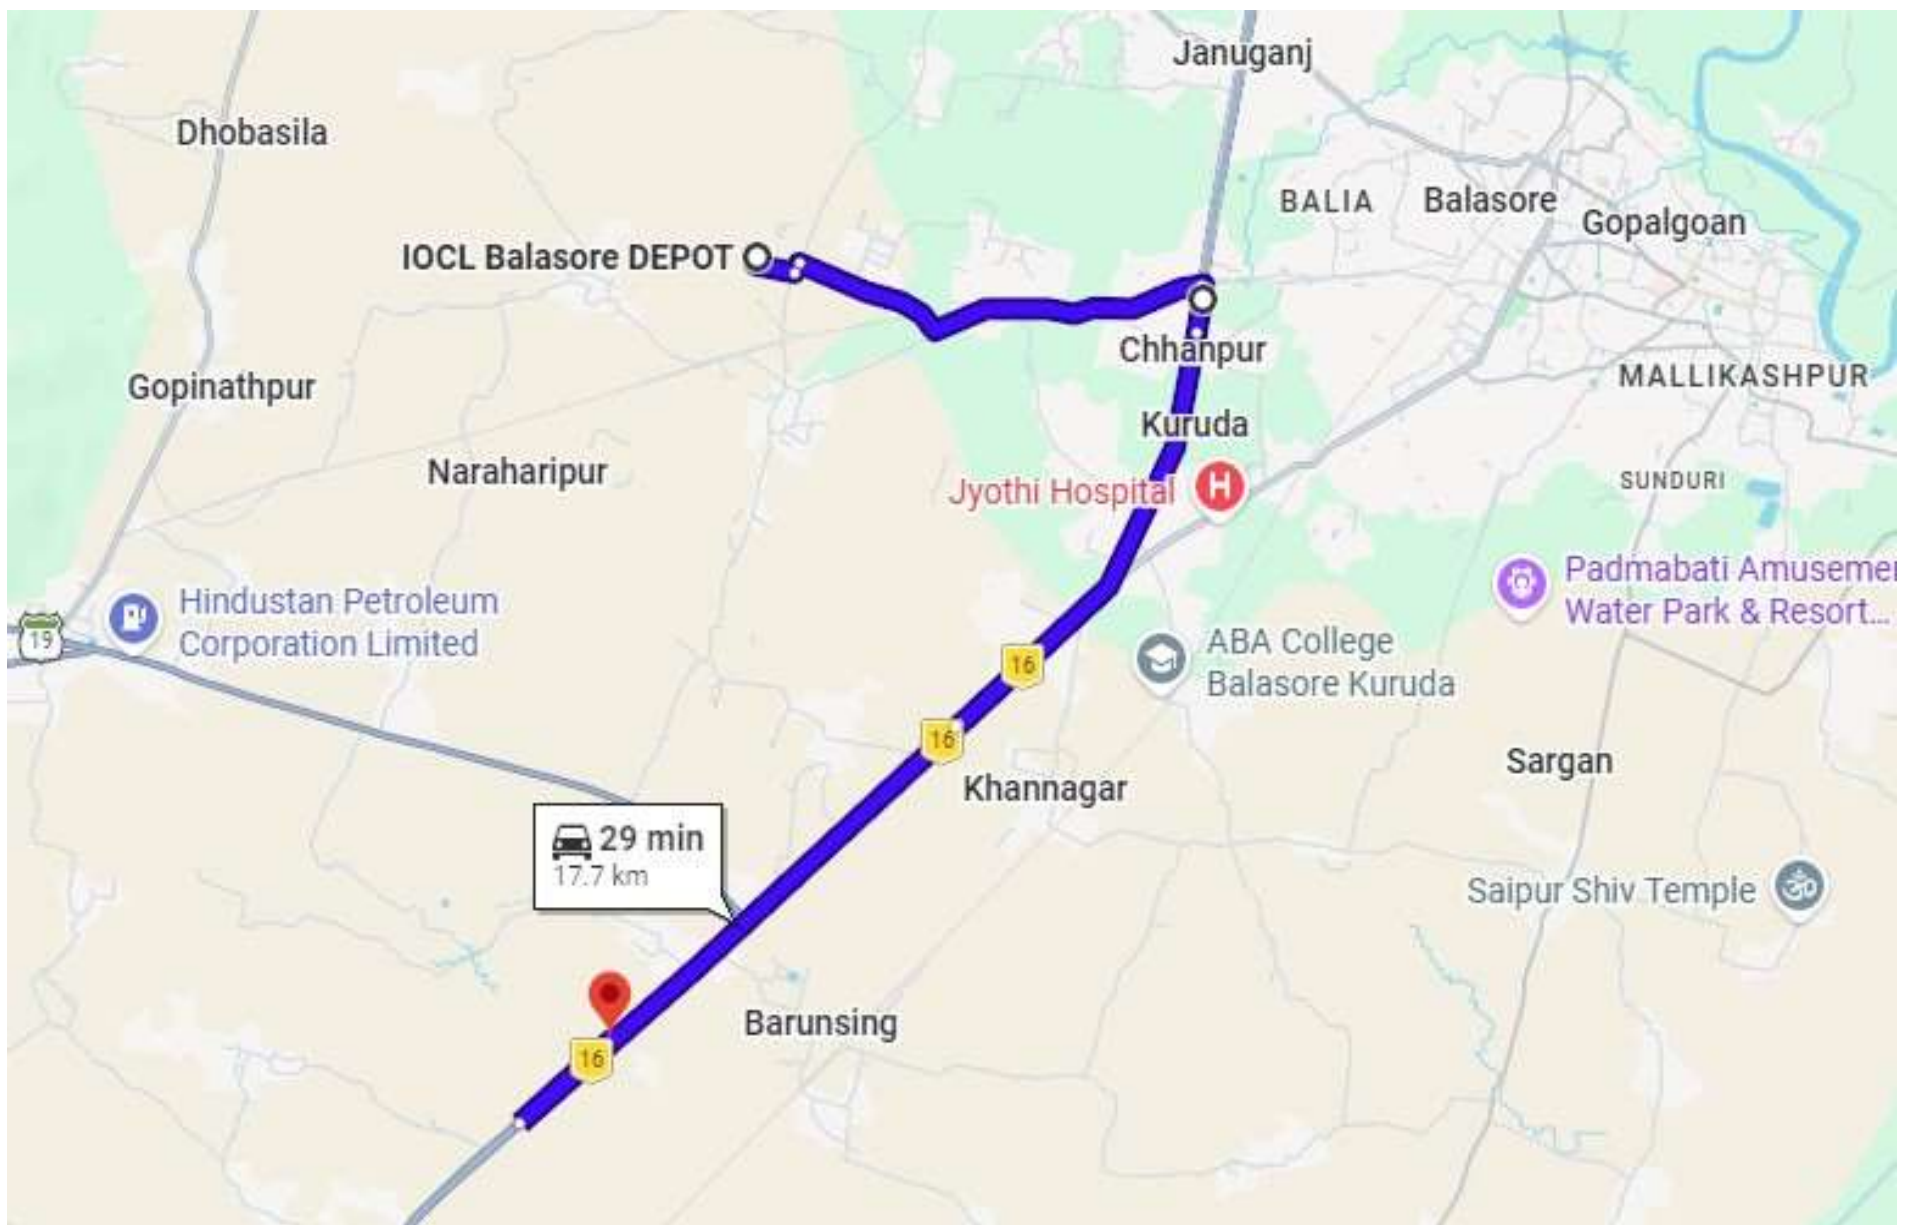 Januganj
Dhobasila
BALIA
Balasore
Gopalgoan
IOCL Balasore DEPOT
Chhanpur
Gopinathpur
MALLIKASHPUR
Kuruda
Naraharipur
SUNDURI
Jyothi Hospital
H
Hindustan Petroleum
Corporation Limited
19
Padmabati Amusemer
Water Park & Resort...
ABA College
Balasore Kuruda
16
16
Khannagar
Sargan
29 min
17.7 km
Saipur Shiv Temple
ॐ
Barunsing
16